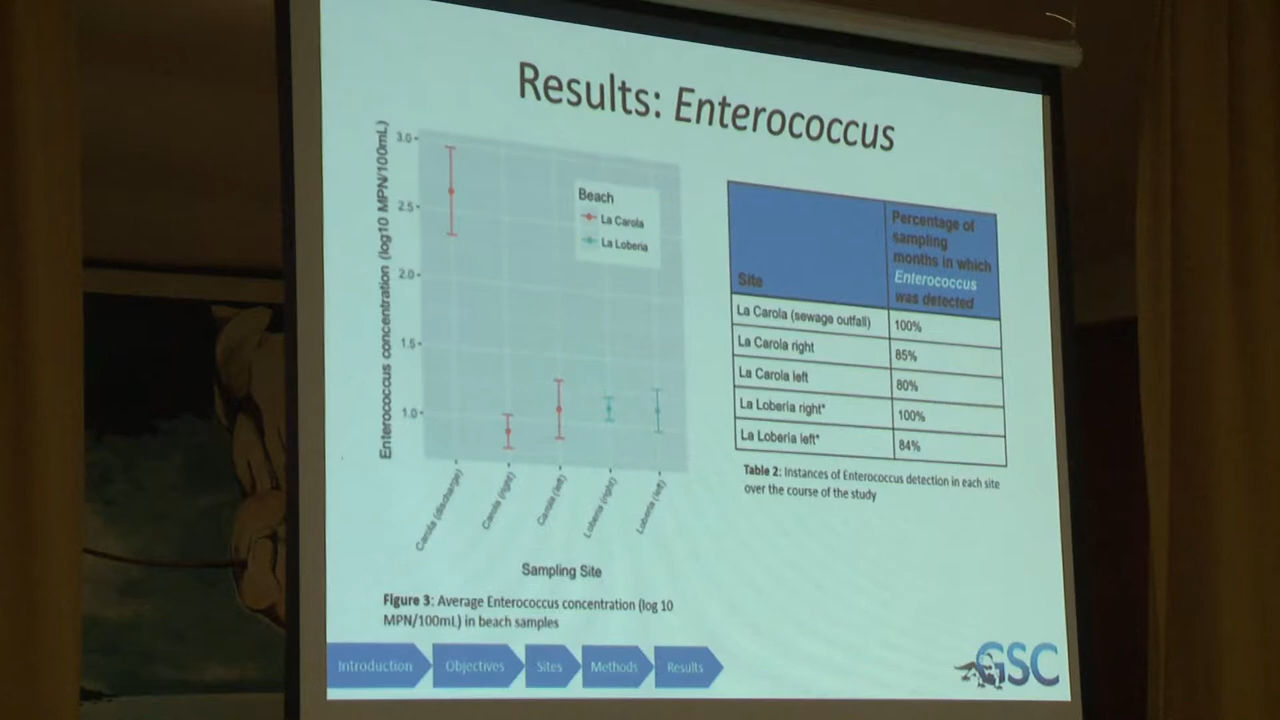 Results: Enterococcus
Enterococcus concentration (log10 MPN/100mL)
3.0
2.5
2.0
1.5
1.0
Beach
La Carola
La Loberia
Carola (discharge)
Carola (right)
Carola (left)
Loberia (right)
Loberia (left)
Sampling Site
Figure 3: Average Enterococcus concentration (log 10
MPN/100mL) in beach samples
Site
Percentage of
sampling
months in which
Enterococcus
was detected
La Carola (sewage outfall) 100%
La Carola right 85%
La Carola left 80%
La Loberia right* 100%
La Loberia left* 84%
Table 2: Instances of Enterococcus detection in each site
over the course of the study
Introduction Objectives Sites Methods Results
GSC